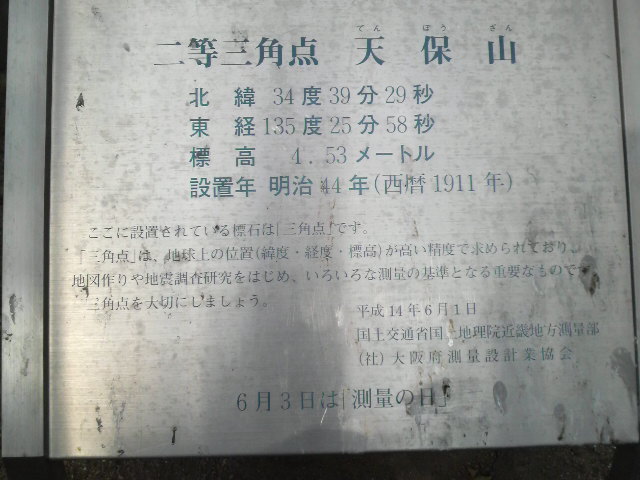 てん ぽう ざん
二等三角点 天保山
北緯 34度39分29秒
東経 135度25分58秒
標高 4.53メートル
設置年 明治44年(西暦1911年)
ここに設置されている標石は「三角点」です。
「三角点」は、地球上の位置(緯度・経度・標高)が高い精度で求められており、
地図作りや地震調査研究をはじめ、いろいろな測量の基準となる重要なものです
三角点を大切にしましょう。
平成14年6月1日
国土交通省国土地理院近畿地方測量部
(社)大阪府測量設計業協会
6月3日は「測量の日」